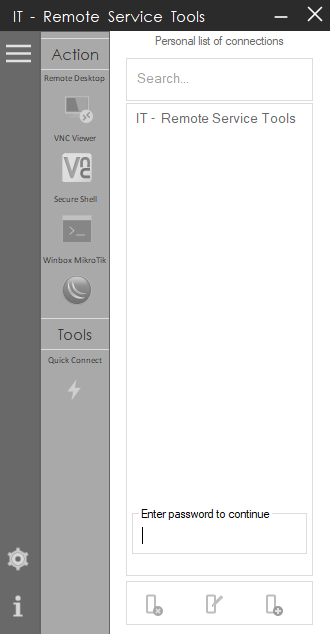 IT - Remote Service Tools
Action
Remote Desktop
VNC Viewer
VNC
Secure Shell
>_
Winbox MikroTik
Tools
Quick Connect
Personal list of connections
Search...
IT - Remote Service Tools
Enter password to continue
i